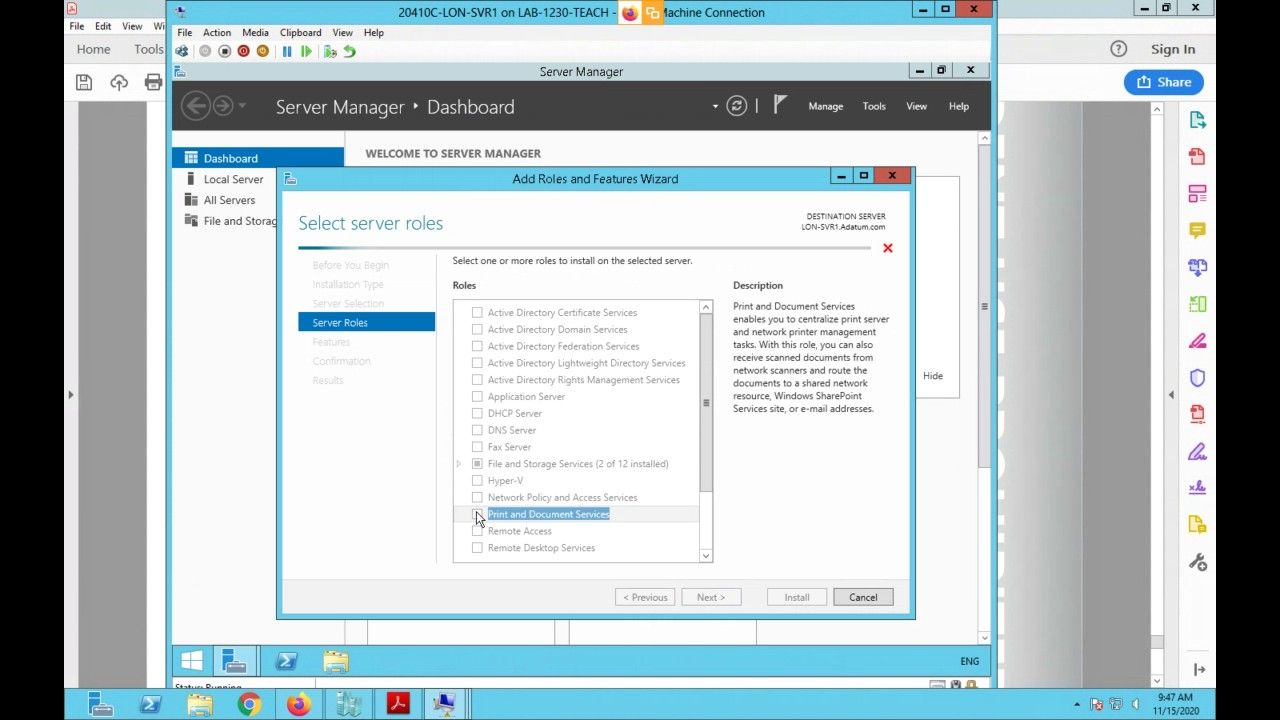 20410C-LON-SVR1 on LAB-1230-TEACH -
Machine Connection
File Edit View
File Action Media Clipboard View Help
Home Tools
Sign In
Share
Server Manager
Server Manager • Dashboard
Manage Tools View Help
Dashboard
Local Server
All Servers
File and Storag
WELCOME TO SERVER MANAGER
Hide
Add Roles and Features Wizard
Select server roles
DESTINATION SERVER
LON-SVR1.Adatum.com
Before You Begin
Installation Type
Server Selection
Server Roles
Features
Confirmation
Results
Select one or more roles to install on the selected server.
Roles
Active Directory Certificate Services
Active Directory Domain Services
Active Directory Federation Services
Active Directory Lightweight Directory Services
Active Directory Rights Management Services
Application Server
DHCP Server
DNS Server
Fax Server
File and Storage Services (2 of 12 installed)
Hyper-V
Network Policy and Access Services
Print and Document Services
Remote Access
Remote Desktop Services
Description
Print and Document Services
enables you to centralize print server
and network printer management
tasks. With this role, you can also
receive scanned documents from
network scanners and route the
documents to a shared network
resource, Windows SharePoint
Services site, or e-mail addresses.
< Previous
Next >
Install
Cancel
ENG
Status: Running
9:47 AM
11/15/2020